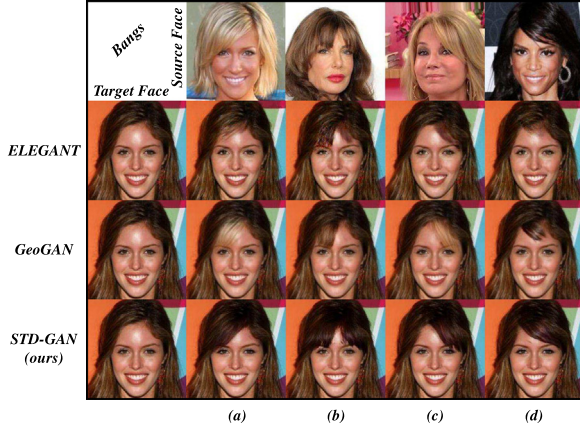 Bangs
Source Face
Target Face
ELEGANT
GeoGAN
STD-GAN
(ours)
(a) (b) (c) (d)